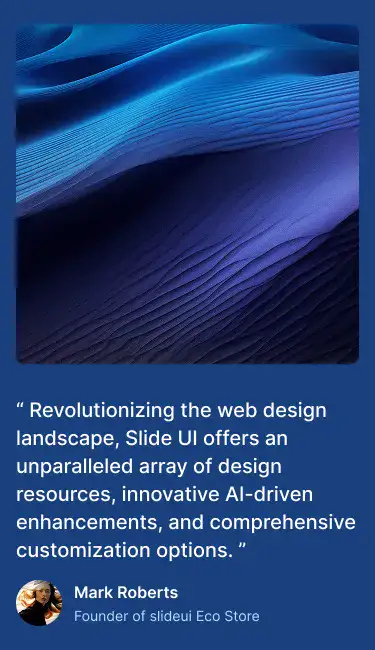 “ Revolutionizing the web design
landscape, Slide UI offers an
unparalleled array of design
resources, innovative AI-driven
enhancements, and comprehensive
customization options. ”
Mark Roberts
Founder of slideui Eco Store